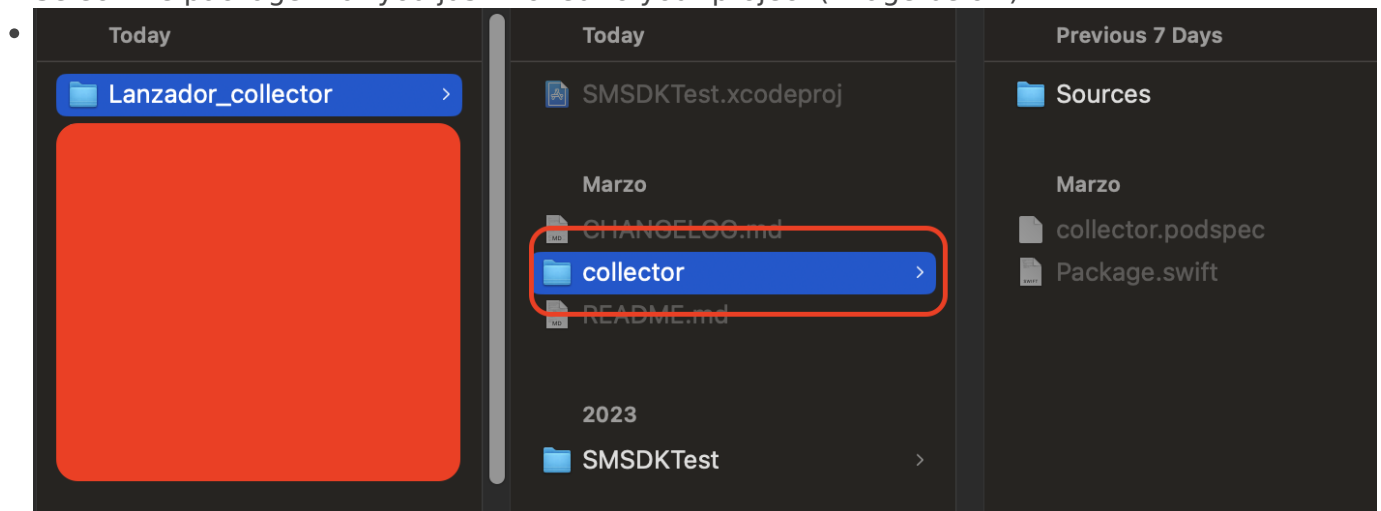 Today
Lanzador_collector
Today
SMSDKTest.xcodeproj
Marzo
CHANGELOG.md
collector
README.md
2023
SMSDKTest
Previous 7 Days
Sources
Marzo
collector.podspec
Package.swift